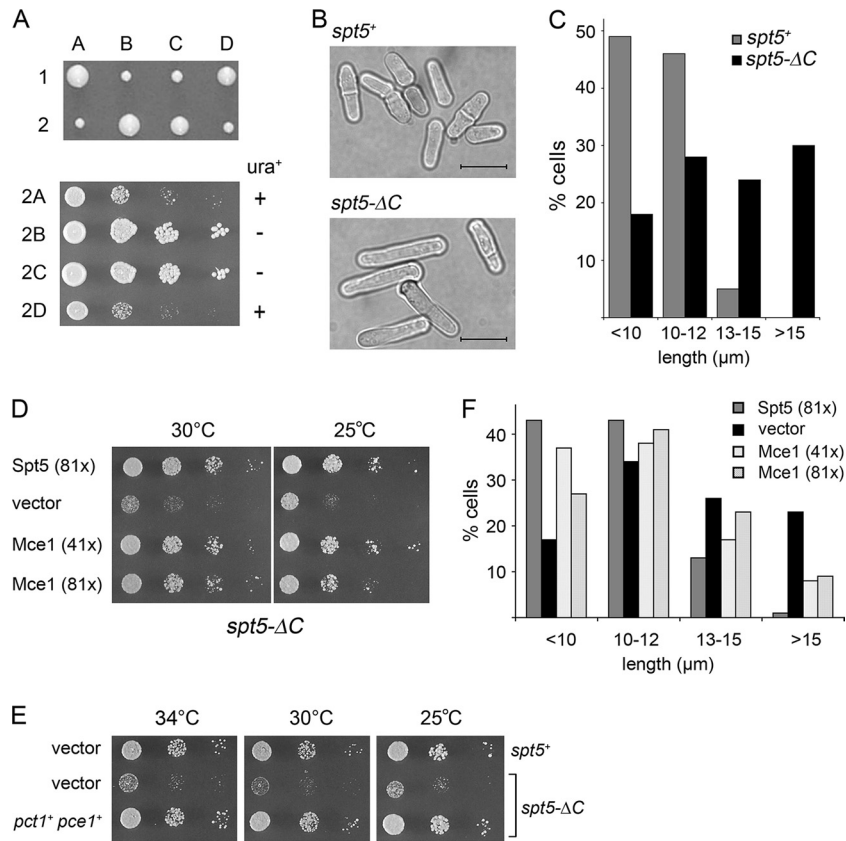 A
A B C D
1
2
ura⁺
2A +
2B -
2C -
2D +
B
spt5⁺
spt5-ΔC
C
spt5⁺
spt5-ΔC
% cells
50
40
30
20
10
<10 10-12 13-15 >15
length (µm)
D
30°C 25°C
Spt5 (81x)
vector
Mce1 (41x)
Mce1 (81x)
spt5-ΔC
F
Spt5 (81x)
vector
Mce1 (41x)
Mce1 (81x)
% cells
40
30
20
10
<10 10-12 13-15 >15
length (µm)
E
34°C 30°C 25°C
vector spt5⁺
vector
pct1⁺ pce1⁺
spt5-ΔC